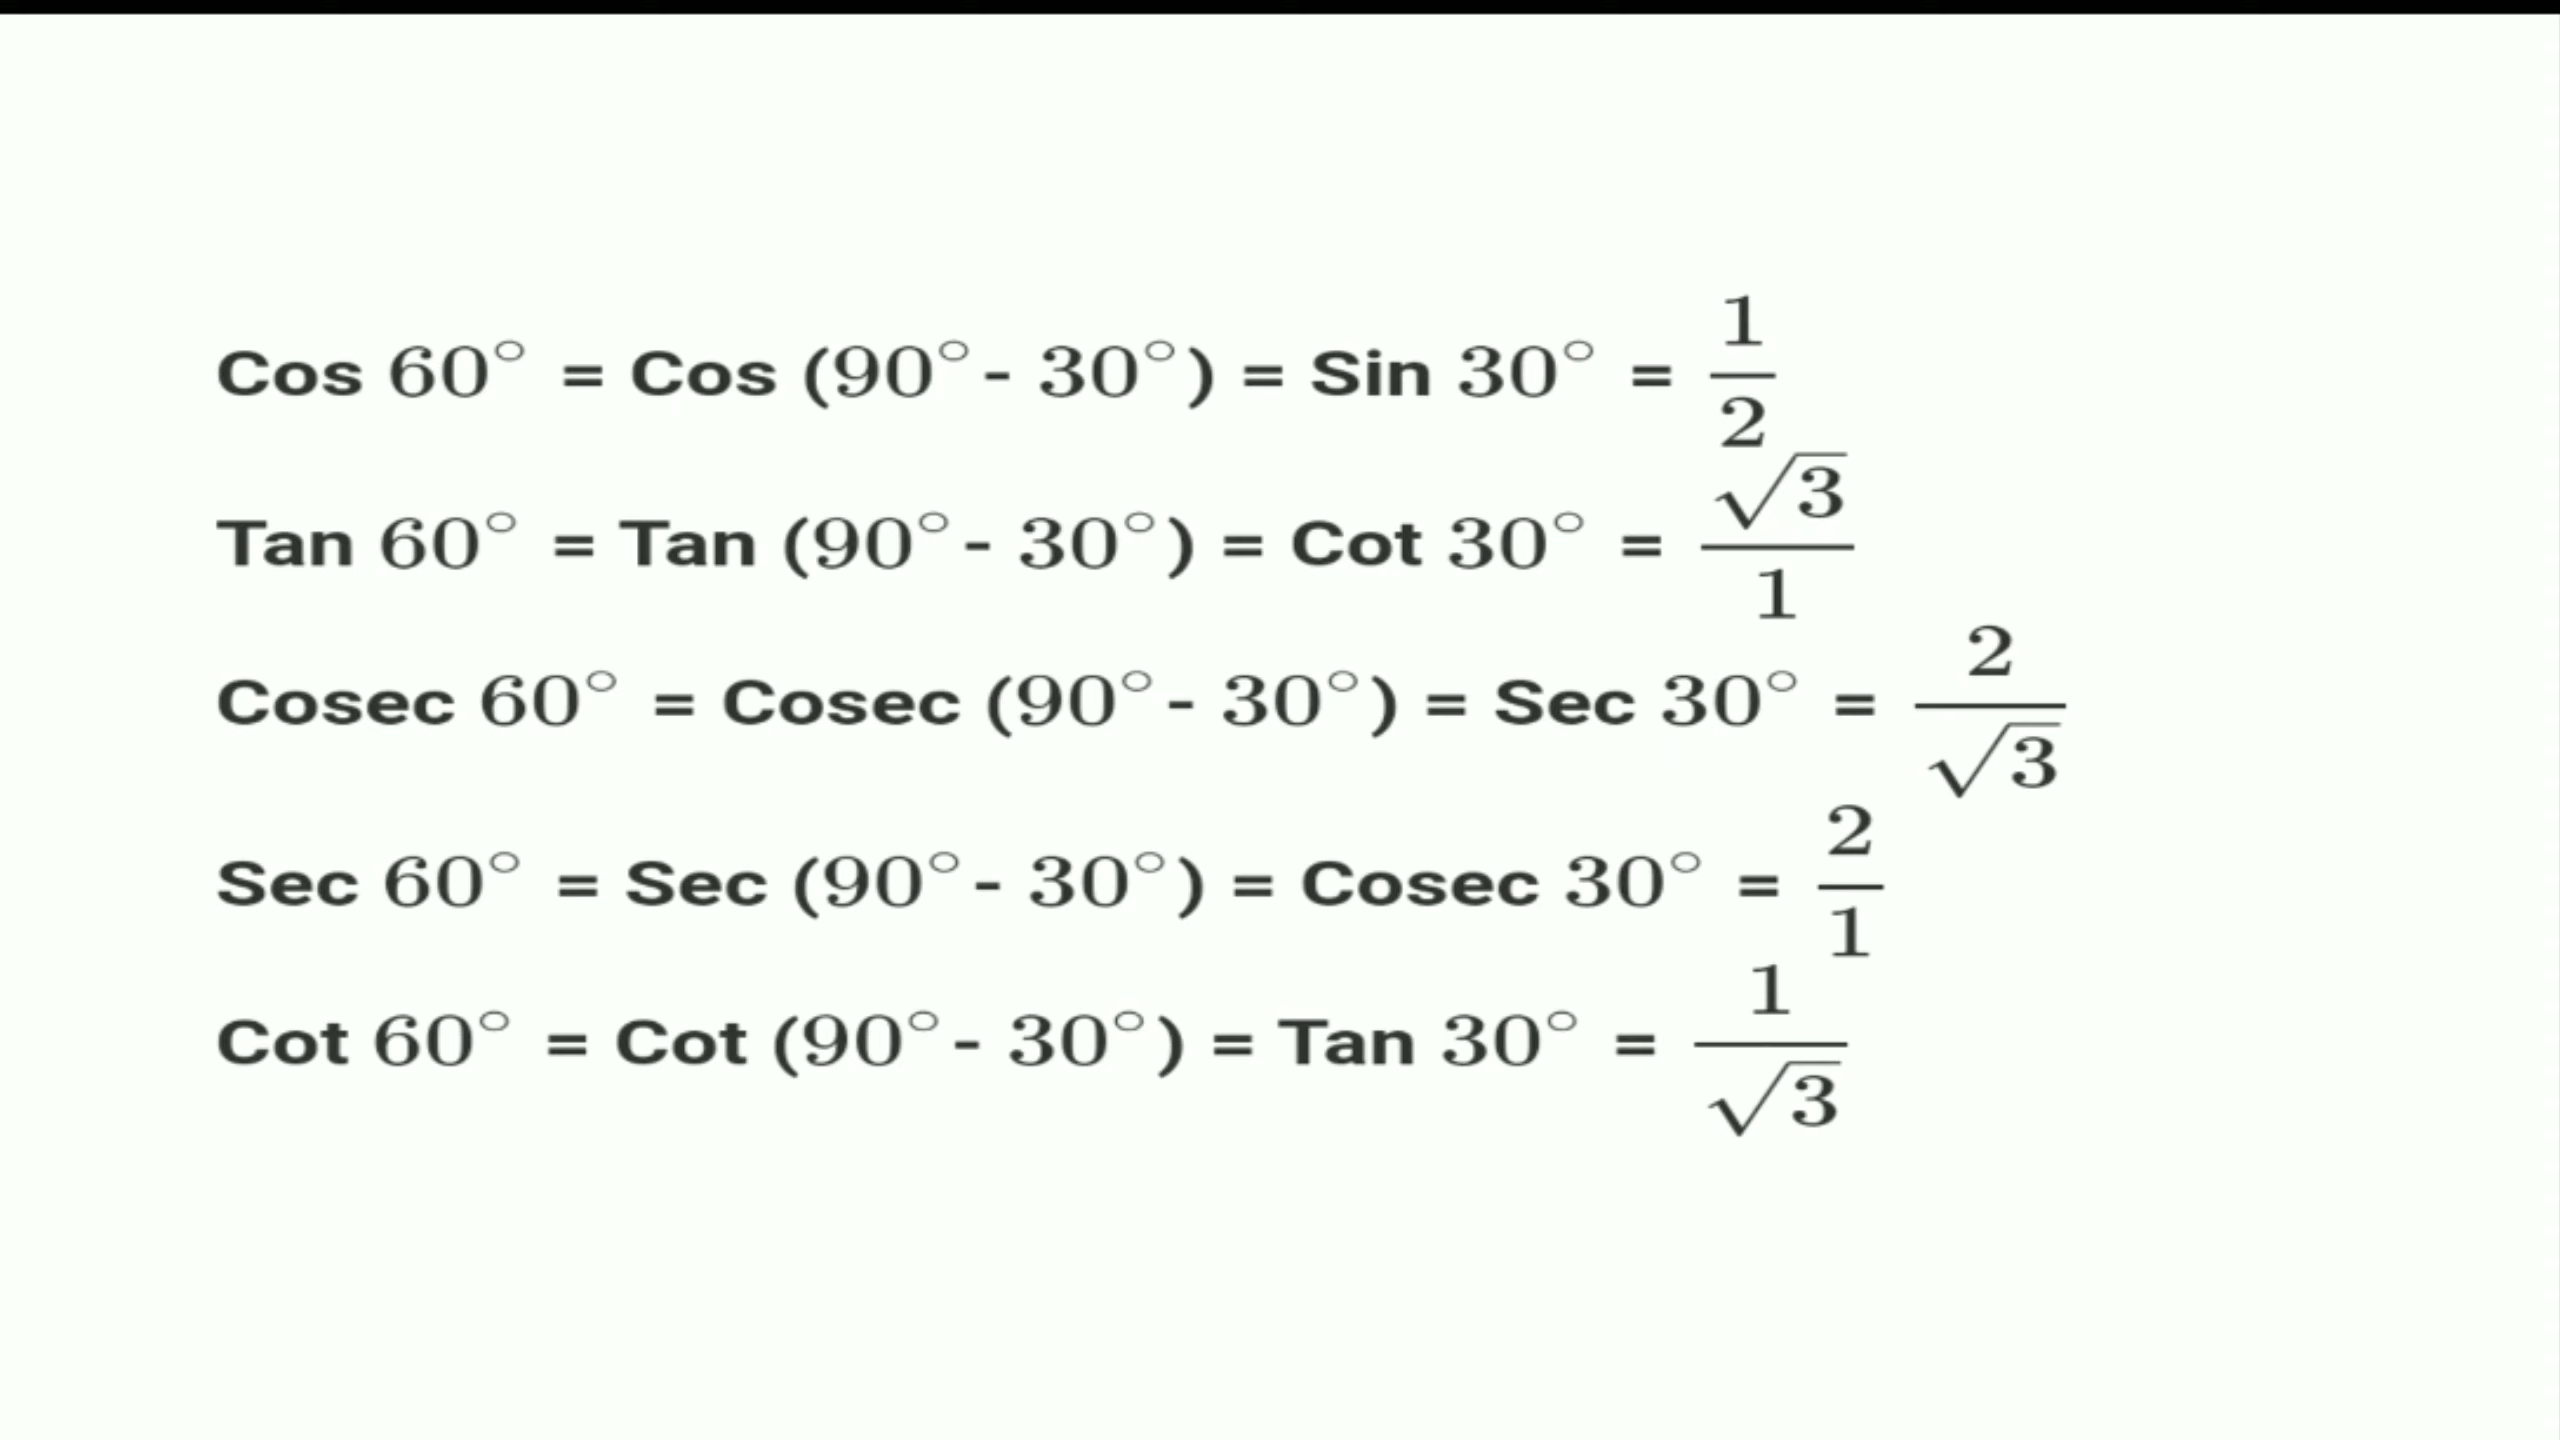 Cos 60° = Cos (90° - 30°) = Sin 30° = 1/2
Tan 60° = Tan (90° - 30°) = Cot 30° = √3/1
Cosec 60° = Cosec (90° - 30°) = Sec 30° = 2/√3
Sec 60° = Sec (90° - 30°) = Cosec 30° = 2/1
Cot 60° = Cot (90° - 30°) = Tan 30° = 1/√3